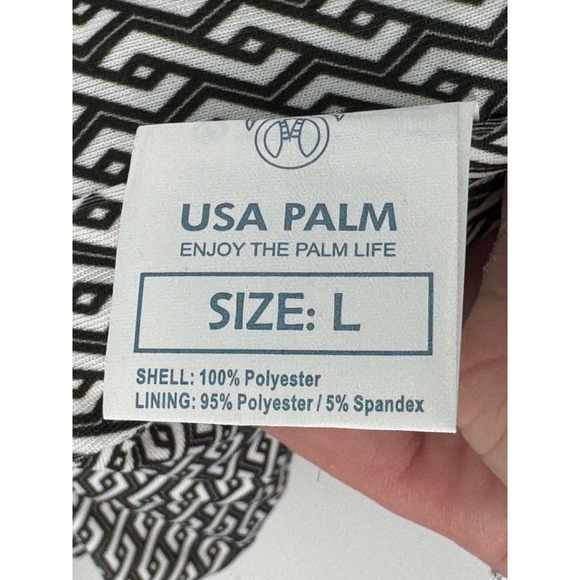 USA PALM
ENJOY THE PALM LIFE
SIZE: L
SHELL: 100% Polyester
LINING: 95% Polyester / 5% Spandex